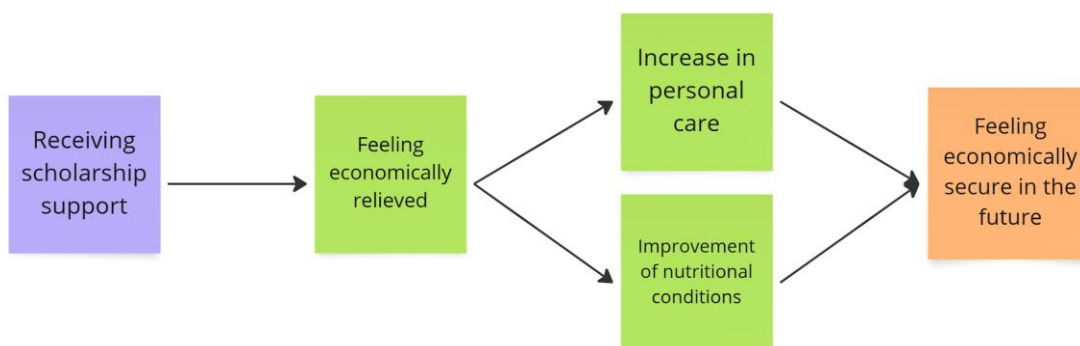 Receiving
scholarship
support
Feeling
economically
relieved
Increase in
personal
care
Improvement
of nutritional
conditions
Feeling
economically
secure in the
future